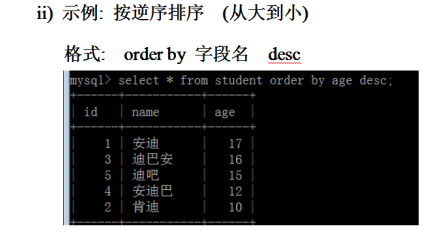 ii) 示例: 按逆序排序 (从大到小)
格式: order by 字段名 desc
mysql> select * from student order by age desc;
+------+--------+------+
| id | name | age |
+------+--------+------+
| 1 | 安迪 | 17 |
| 3 | 迪巴安 | 16 |
| 5 | 迪吧 | 15 |
| 4 | 安迪巴 | 12 |
| 2 | 肯迪 | 10 |
+------+--------+------+